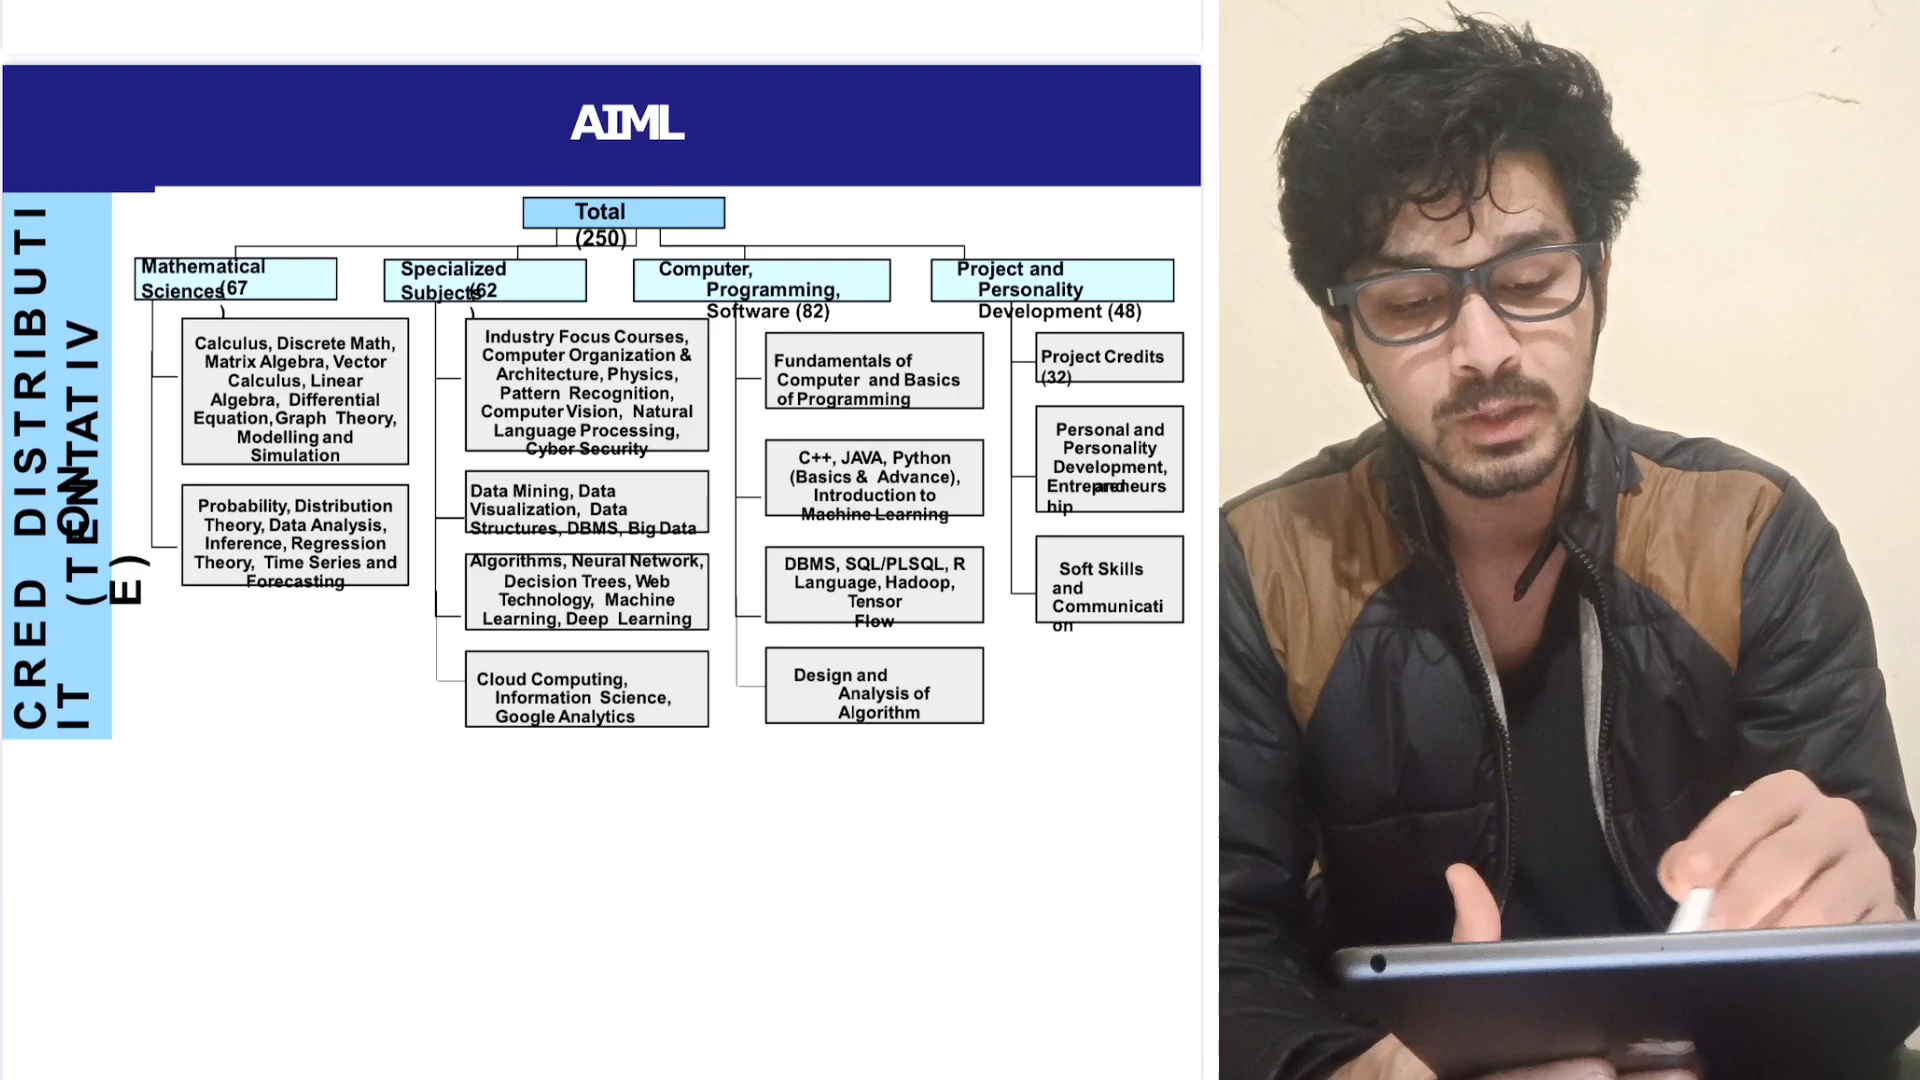 AIML
CREDIT DISTRIBUTION
(TENTATIVE)
Total
(250)
Mathematical
Sciences (67
)
Calculus, Discrete Math,
Matrix Algebra, Vector
Calculus, Linear
Algebra, Differential
Equation, Graph Theory,
Modelling and
Simulation
Probability, Distribution
Theory, Data Analysis,
Inference, Regression
Theory, Time Series and
Forecasting
Specialized
Subjects (62
)
Industry Focus Courses,
Computer Organization &
Architecture, Physics,
Pattern Recognition,
Computer Vision, Natural
Language Processing,
Cyber Security
Data Mining, Data
Visualization, Data
Structures, DBMS, Big Data
Algorithms, Neural Network,
Decision Trees, Web
Technology, Machine
Learning, Deep Learning
Cloud Computing,
Information Science,
Google Analytics
Computer,
Programming,
Software (82)
Fundamentals of
Computer and Basics
of Programming
C++, JAVA, Python
(Basics & Advance),
Introduction to
Machine Learning
DBMS, SQL/PLSQL, R
Language, Hadoop,
Tensor
Flow
Design and
Analysis of
Algorithm
Project and
Personality
Development (48)
Project Credits
(32)
Personal and
Personality
Development,
and
Entrepreneurs
hip
Soft Skills
and
Communicati
on